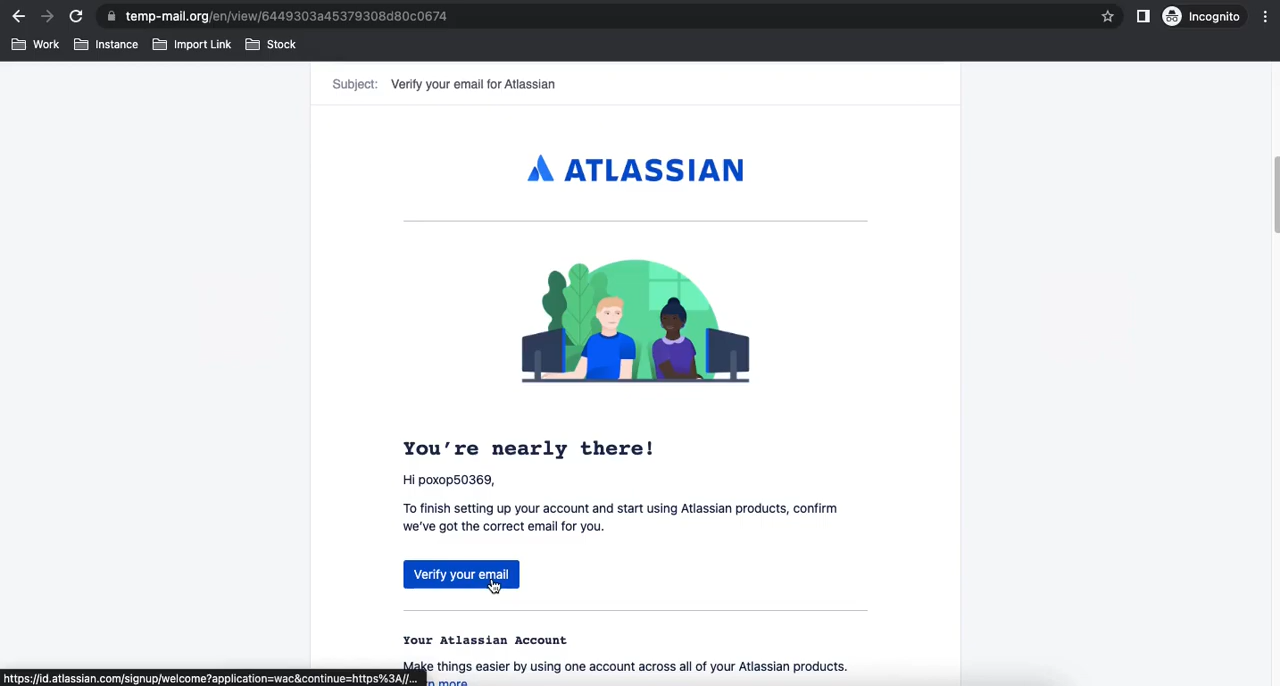 temp-mail.org/en/view/6449303a45379308d80c0674
Incognito
Work Instance Import Link Stock
Subject: Verify your email for Atlassian
ATLASSIAN
You’re nearly there!
Hi poxop50369,
To finish setting up your account and start using Atlassian products, confirm
we’ve got the correct email for you.
Verify your email
Your Atlassian Account
Make things easier by using one account across all of your Atlassian products.
more
https://id.atlassian.com/signup/welcome?application=wac&continue=https%3A//...